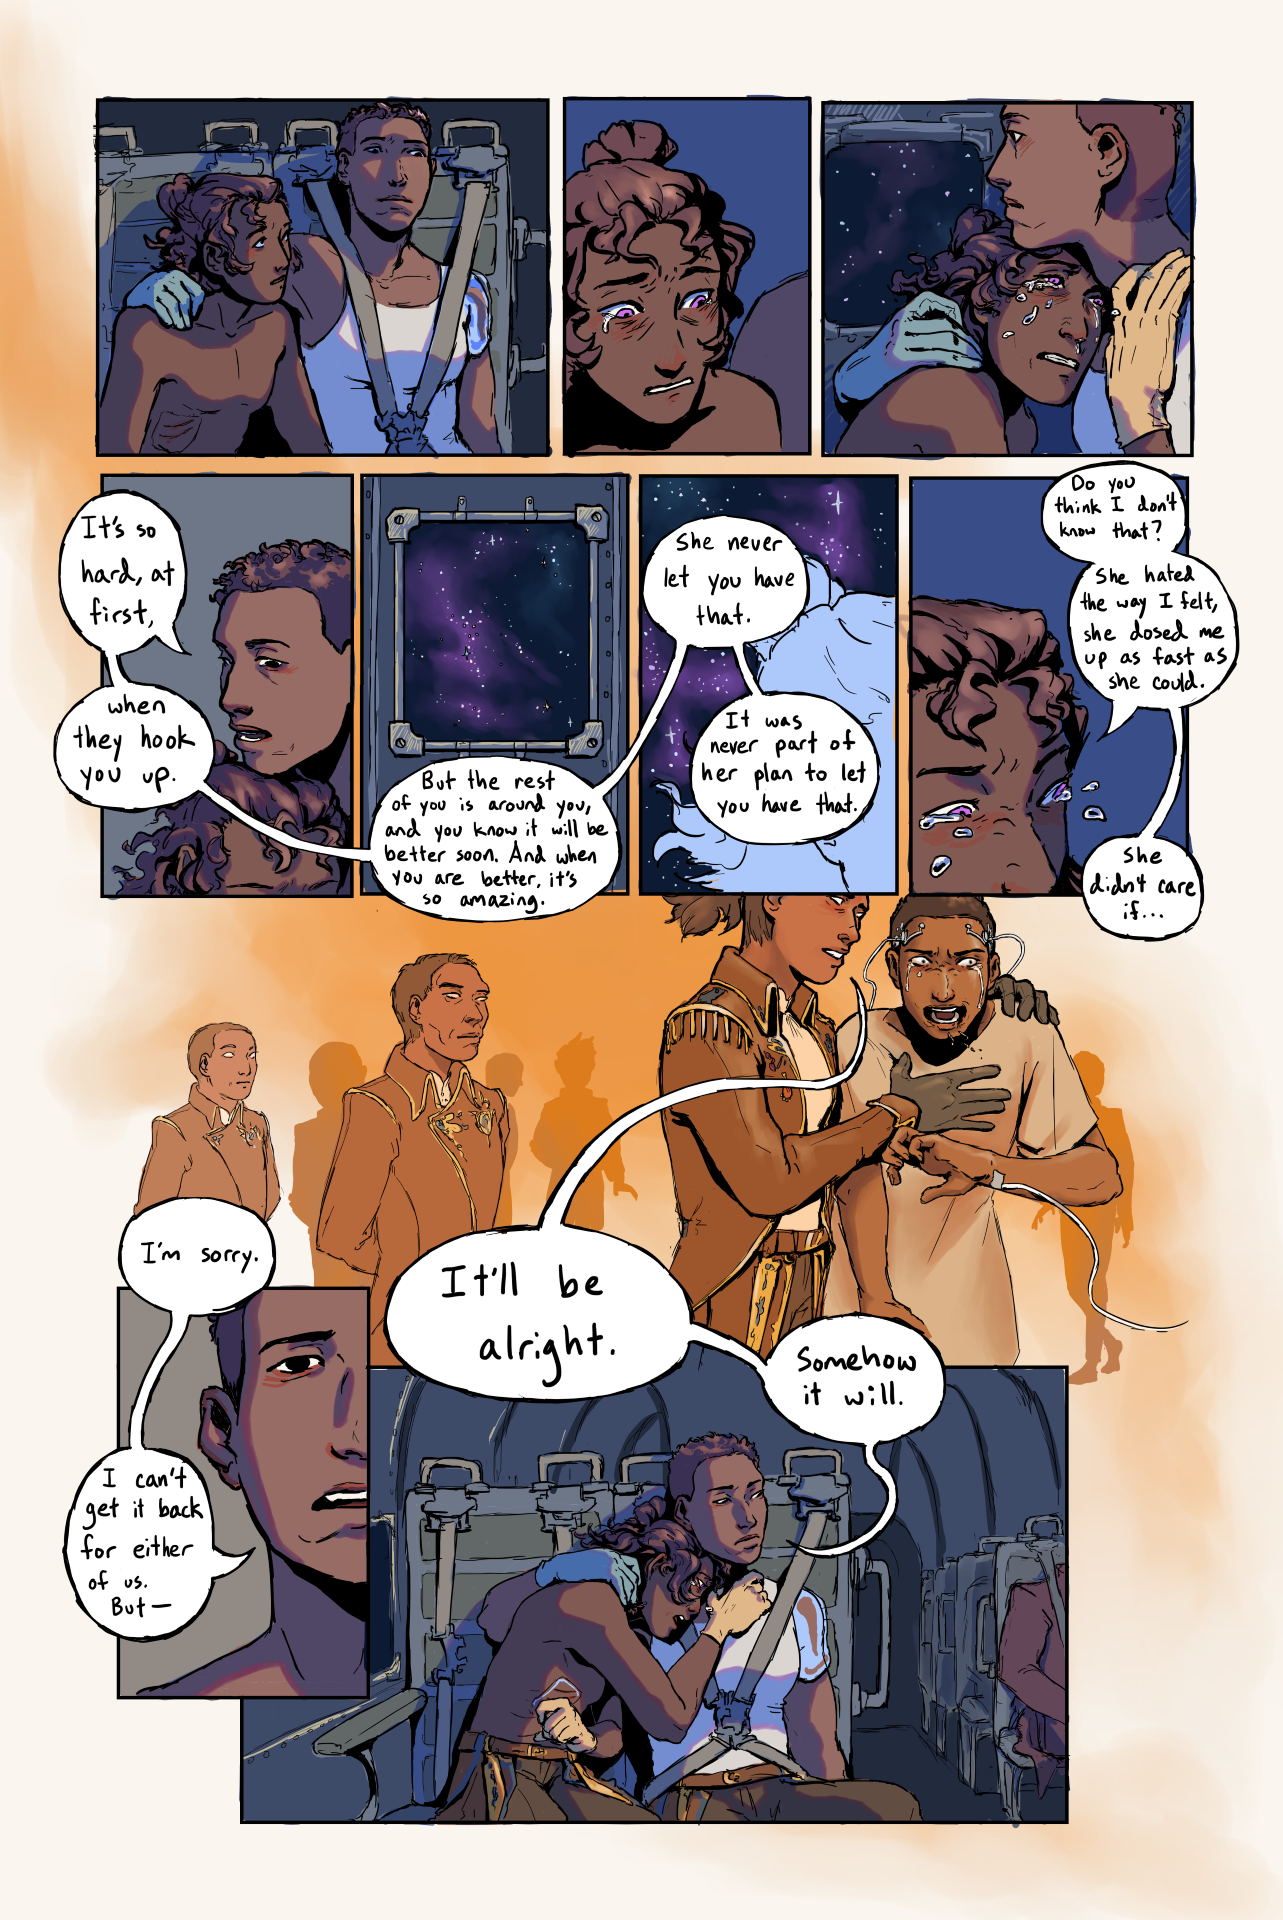 It's so
hard, at
first,
when
they hook
you up.
But the rest
of you is around you,
and you know it will be
better soon. And when
you are better, it's
so amazing.
She never
let you have
that.
It was
never part of
her plan to let
you have that.
Do you
think I don't
know that?
She hated
the way I felt,
she dosed me
up as fast as
she could.
She
didn't care
if...
I'm sorry.
I can't
get it back
for either
of us.
But—
It'll be
alright.
Somehow
it will.